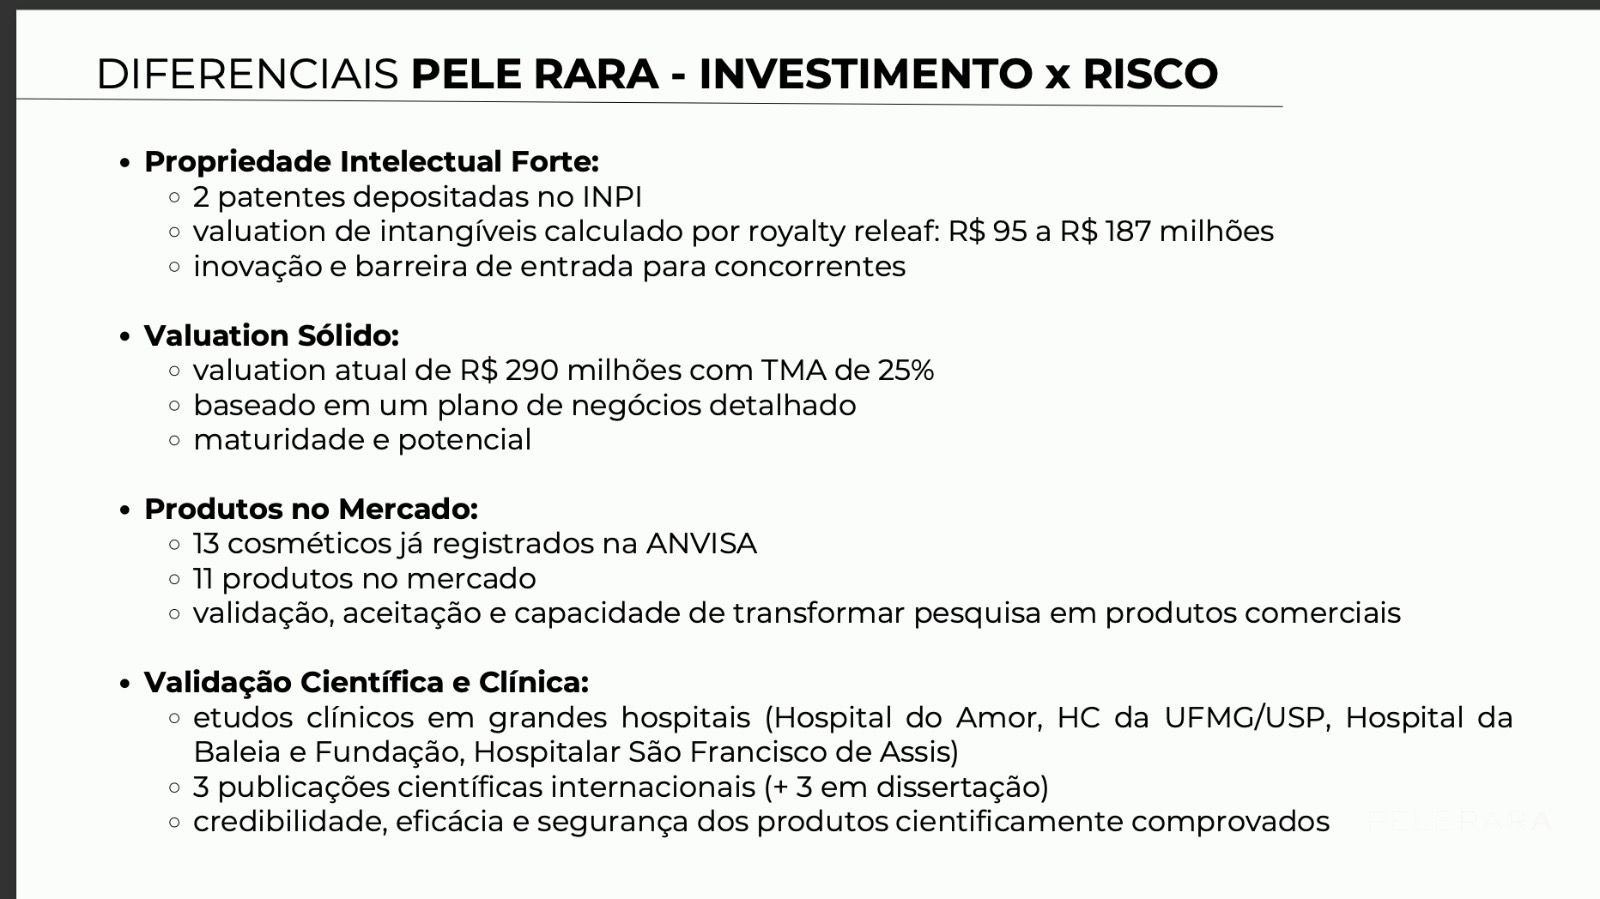 DIFERENCIAIS PELE RARA - INVESTIMENTO x RISCO
• Propriedade Intelectual Forte:
○ 2 patentes depositadas no INPI
○ valuation de intangíveis calculado por royalty releaf: R$ 95 a R$ 187 milhões
○ inovação e barreira de entrada para concorrentes
• Valuation Sólido:
○ valuation atual de R$ 290 milhões com TMA de 25%
○ baseado em um plano de negócios detalhado
○ maturidade e potencial
• Produtos no Mercado:
○ 13 cosméticos já registrados na ANVISA
○ 11 produtos no mercado
○ validação, aceitação e capacidade de transformar pesquisa em produtos comerciais
• Validação Científica e Clínica:
○ etudos clínicos em grandes hospitais (Hospital do Amor, HC da UFMG/USP, Hospital da
Baleia e Fundação, Hospitalar São Francisco de Assis)
○ 3 publicações científicas internacionais (+ 3 em dissertação)
○ credibilidade, eficácia e segurança dos produtos cientificamente comprovados
PELE RARA